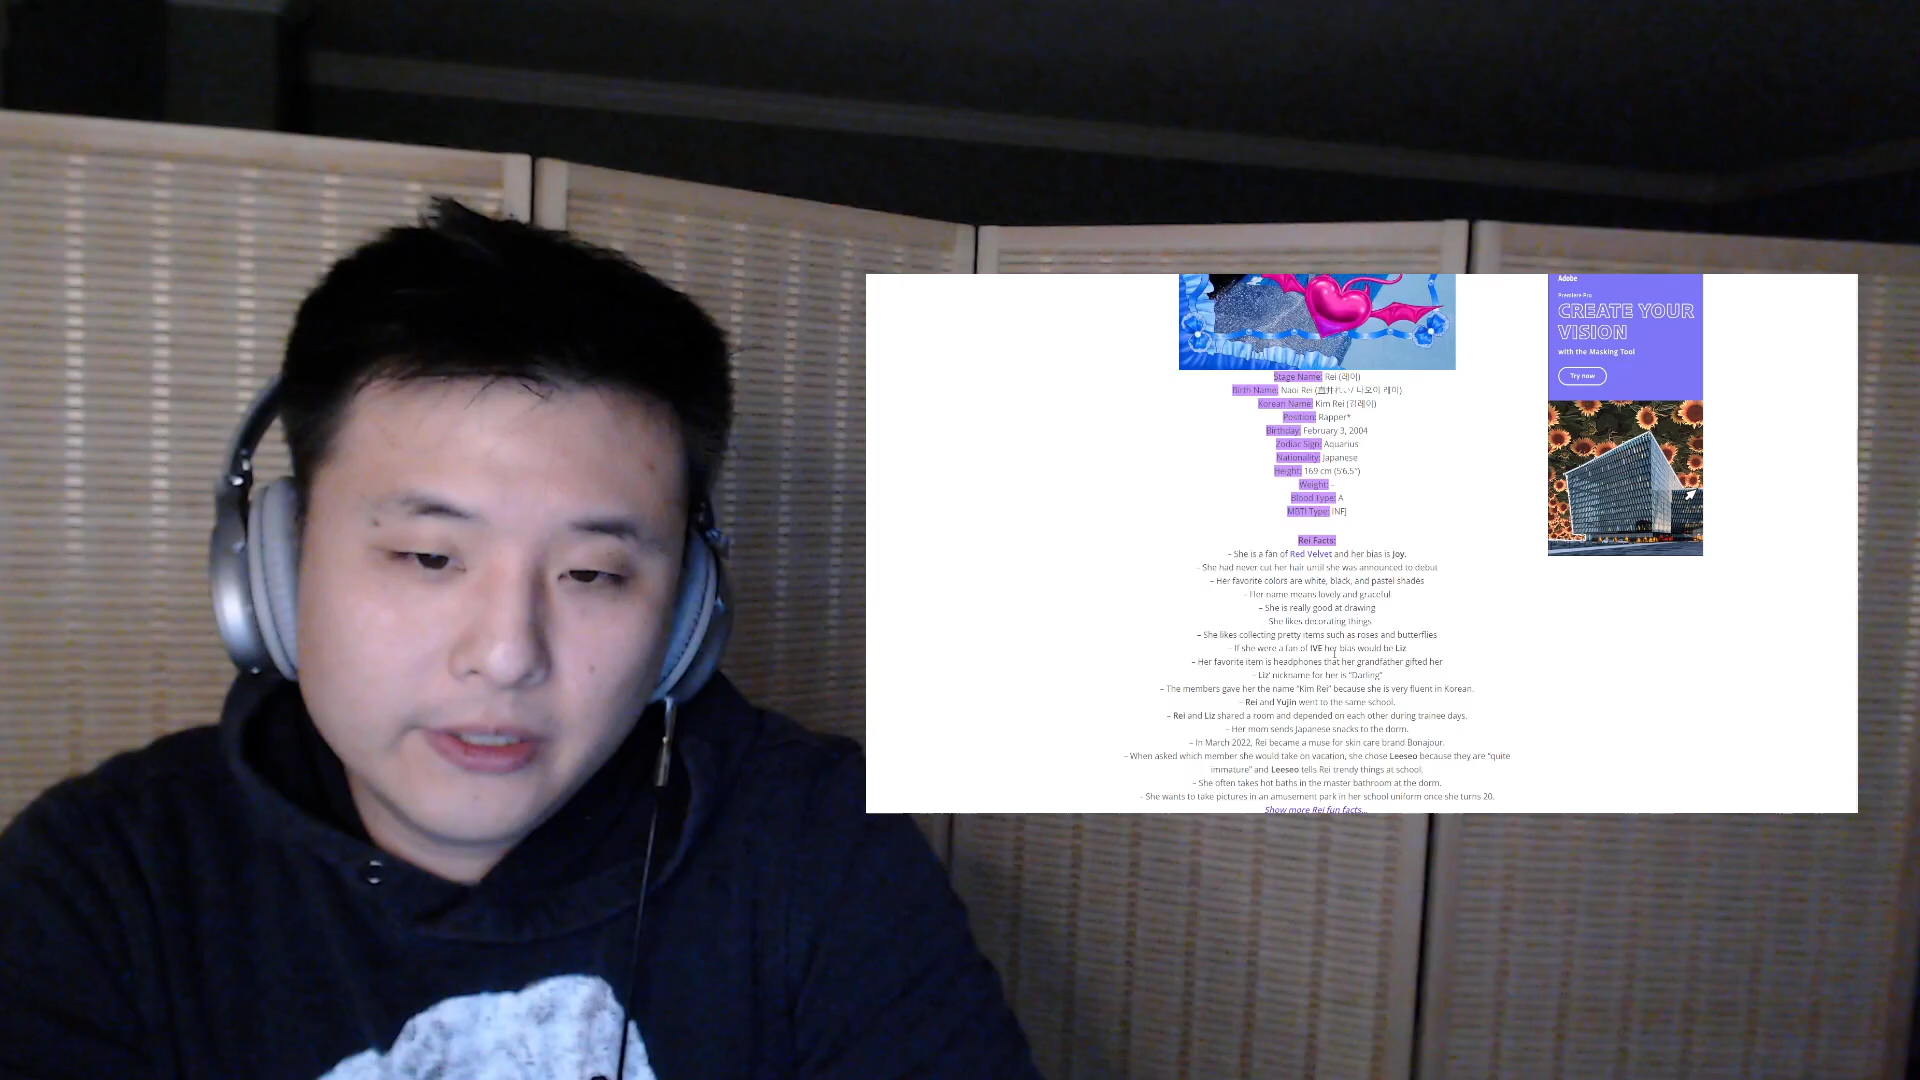 Adobe
Premiere Pro
CREATE YOUR
VISION
with the Masking Tool
Try now
Stage Name: Rei (레이)
Birth Name: Naoi Rei (直井れい/ 나오이 레이)
Korean Name: Kim Rei (김레이)
Position: Rapper*
Birthday: February 3, 2004
Zodiac Sign: Aquarius
Nationality: Japanese
Height: 169 cm (5'6.5″)
Weight: –
Blood Type: A
MBTI Type: INFJ
Rei Facts:
– She is a fan of Red Velvet and her bias is Joy.
– She had never cut her hair until she was announced to debut
– Her favorite colors are white, black, and pastel shades
– Her name means lovely and graceful
– She is really good at drawing
She likes decorating things
– She likes collecting pretty items such as roses and butterflies
– If she were a fan of IVE her bias would be Liz
– Her favorite item is headphones that her grandfather gifted her
– Liz' nickname for her is “Darling”
– The members gave her the name “Kim Rei” because she is very fluent in Korean.
– Rei and Yujin went to the same school.
– Rei and Liz shared a room and depended on each other during trainee days.
– Her mom sends Japanese snacks to the dorm.
– In March 2022, Rei became a muse for skin care brand Bonajour.
– When asked which member she would take on vacation, she chose Leeseo because they are “quite
immature” and Leeseo tells Rei trendy things at school.
– She often takes hot baths in the master bathroom at the dorm.
– She wants to take pictures in an amusement park in her school uniform once she turns 20.
Show more Rei fun facts...